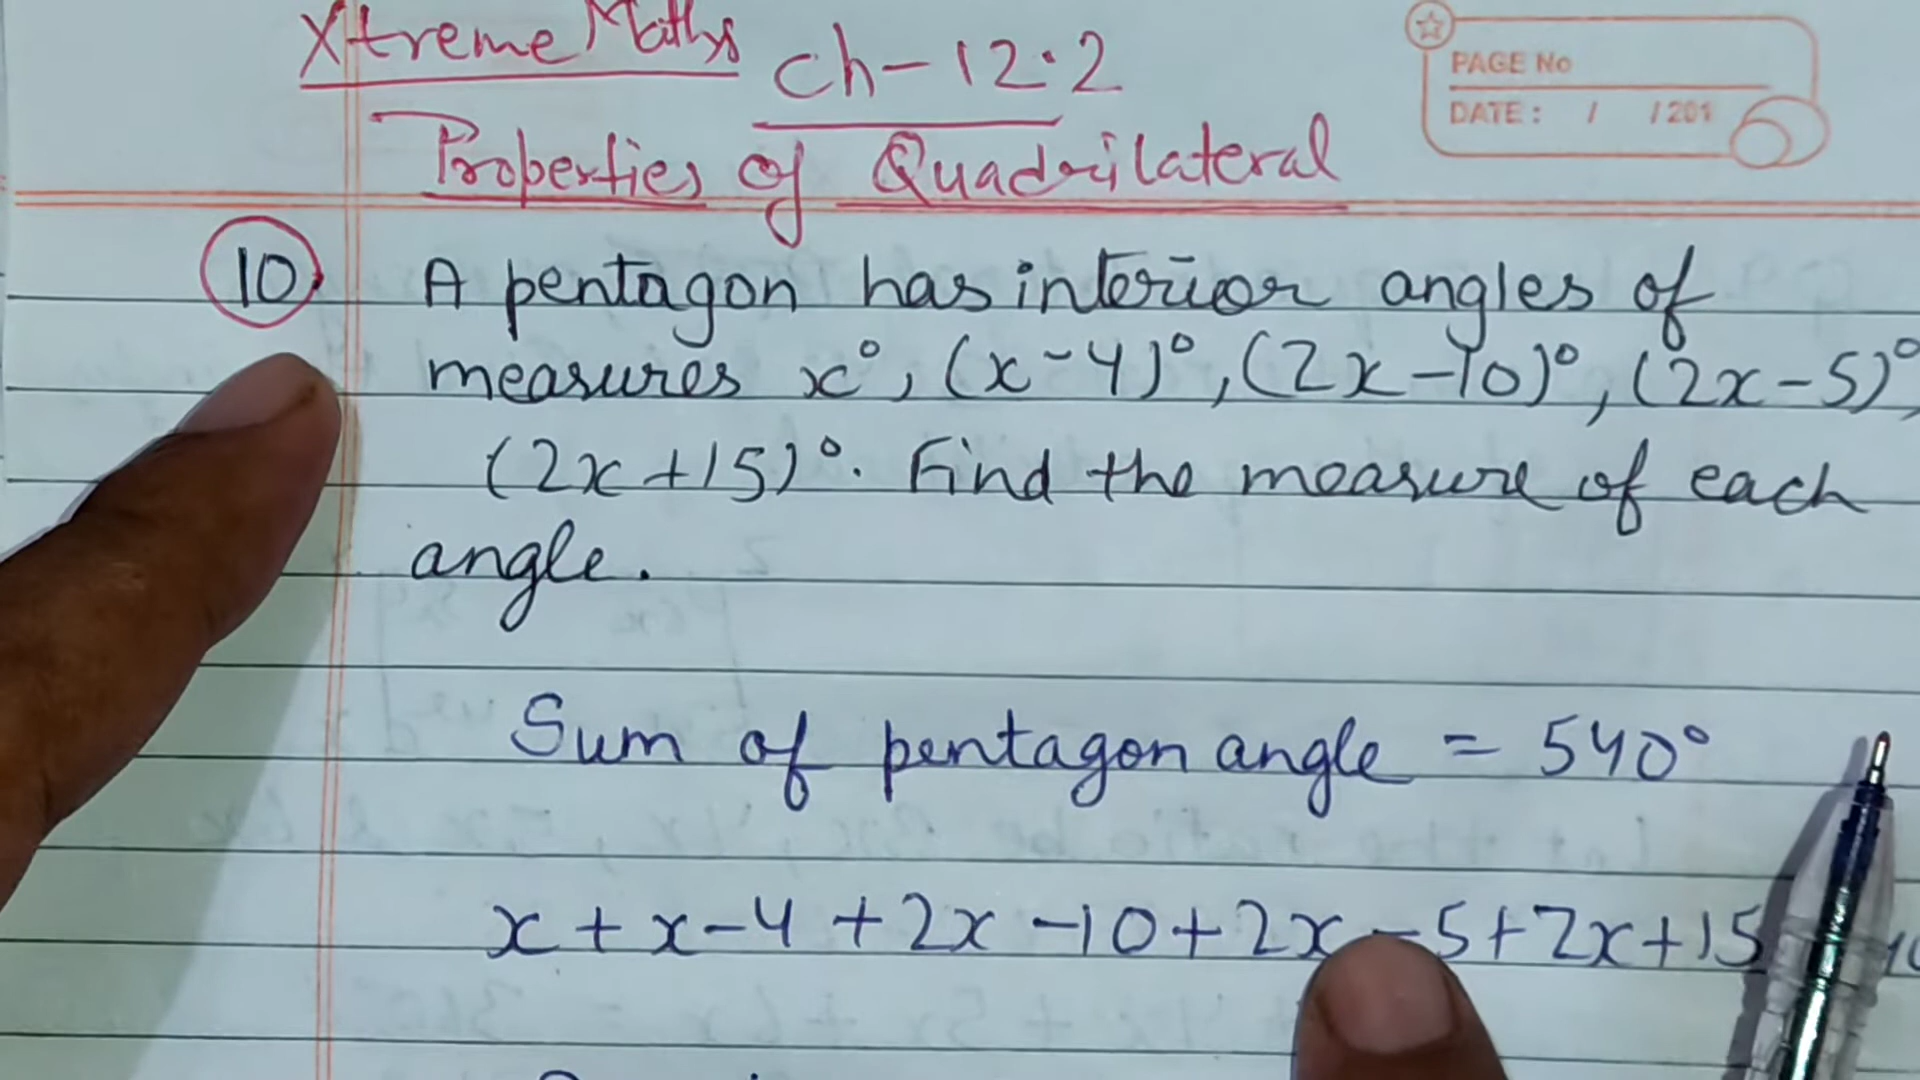 Xtreme Maths
Ch-12.2
Properties of Quadrilateral
PAGE No
DATE : / /201
10 A pentagon has interior angles of
measures x°, (x-4)°, (2x-10)°, (2x-5)°,
(2x+15)°. Find the measure of each
angle.
Sum of pentagon angle = 540°
x+x-4+2x-10+2x-5+2x+15